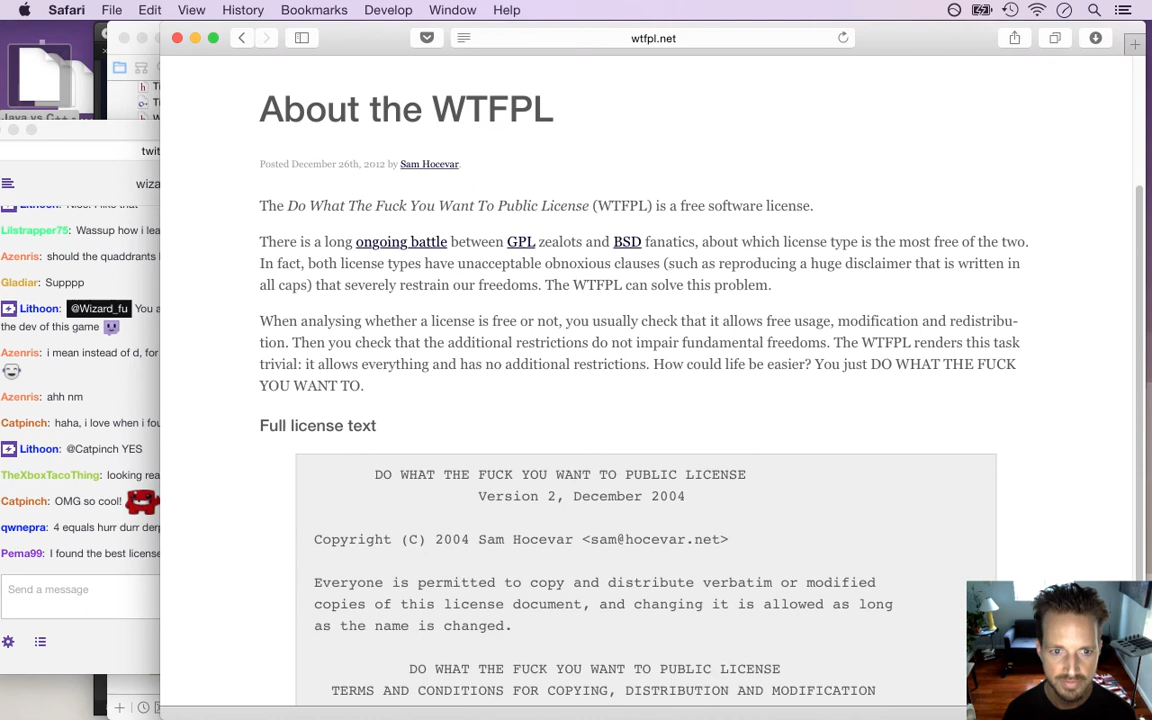 Safari File Edit View History Bookmarks Develop Window Help
wtfpl.net
Java vs C++ -
twit
wiza
Lithoon: Nice! I like that
Lilstrapper75: Wassup how i lea
Azenris: should the quaddrants
Gladiar: Supppp
Lithoon: @Wizard_fu You a
the dev of this game
Azenris: i mean instead of d, for
Azenris: ahh nm
Catpinch: haha, i love when i fou
Lithoon: @Catpinch YES
TheXboxTacoThing: looking rea
Catpinch: OMG so cool!
qwnepra: 4 equals hurr durr derp
Pema99: I found the best license
Send a message
About the WTFPL
Posted December 26th, 2012 by Sam Hocevar.
The Do What The Fuck You Want To Public License (WTFPL) is a free software license.
There is a long ongoing battle between GPL zealots and BSD fanatics, about which license type is the most free of the two.
In fact, both license types have unacceptable obnoxious clauses (such as reproducing a huge disclaimer that is written in
all caps) that severely restrain our freedoms. The WTFPL can solve this problem.
When analysing whether a license is free or not, you usually check that it allows free usage, modification and redistribu-
tion. Then you check that the additional restrictions do not impair fundamental freedoms. The WTFPL renders this task
trivial: it allows everything and has no additional restrictions. How could life be easier? You just DO WHAT THE FUCK
YOU WANT TO.
Full license text
DO WHAT THE FUCK YOU WANT TO PUBLIC LICENSE
Version 2, December 2004
Copyright (C) 2004 Sam Hocevar <sam@hocevar.net>
Everyone is permitted to copy and distribute verbatim or modified
copies of this license document, and changing it is allowed as long
as the name is changed.
DO WHAT THE FUCK YOU WANT TO PUBLIC LICENSE
TERMS AND CONDITIONS FOR COPYING, DISTRIBUTION AND MODIFICATION